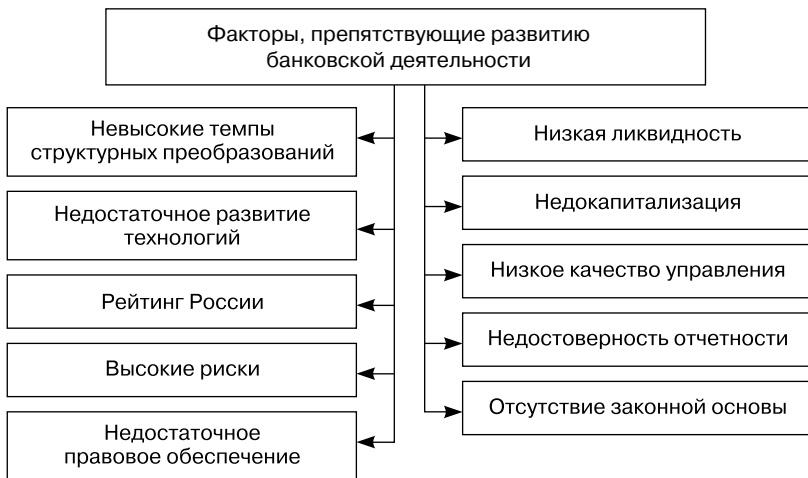 Факторы, препятствующие развитию
банковской деятельности
Невысокие темпы
структурных преобразований
Недостаточное развитие
технологий
Рейтинг России
Высокие риски
Недостаточное
правовое обеспечение
Низкая ликвидность
Недокапитализация
Низкое качество управления
Недостоверность отчетности
Отсутствие законной основы